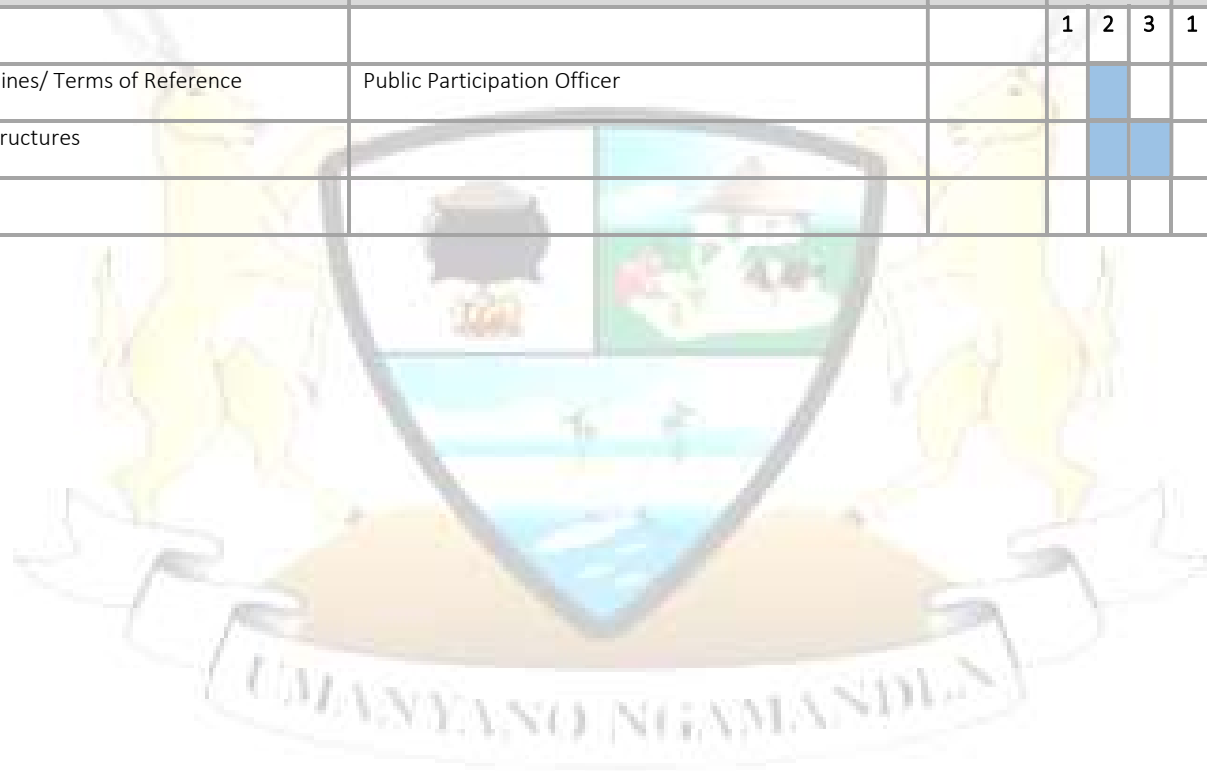 1 2 3 1
ines/ Terms of Reference Public Participation Officer
ructures
UMANYANO NGAMANDLA